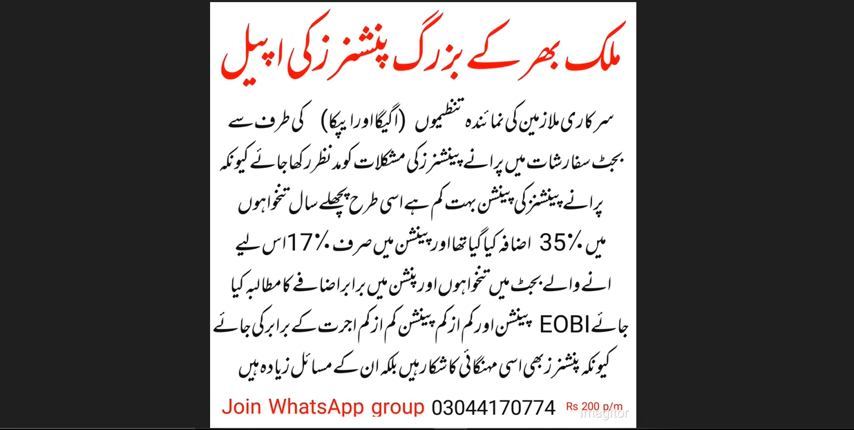 ملک بھر کے بزرگ پنشنرز کی اپیل
سرکاری ملازمین کی نمائندہ تنظیموں (اگیگا اور ایپکا) کی طرف سے
بجٹ سفارشات میں پرانے پینشنرز کی مشکلات کو مدنظر رکھا جائے کیونکہ
پرانے پینشنز کی پینشن بہت کم ہے اسی طرح پچھلے سال تنخواہوں
میں 35% اضافہ کیا گیا تھا اور پینشن میں صرف 17% اس لیے
انے والے بجٹ میں تنخواہوں اور پنشن میں برابر اضافے کا مطالبہ کیا
جائے EOBI پینشن اور کم از کم پینشن کم از کم اجرت کے برابر کی جائے
کیونکہ پنشنرز بھی اسی مہنگائی کا شکار ہیں بلکہ ان کے مسائل زیادہ ہیں
Join WhatsApp group 03044170774 Rs 200 p/m
imagitor